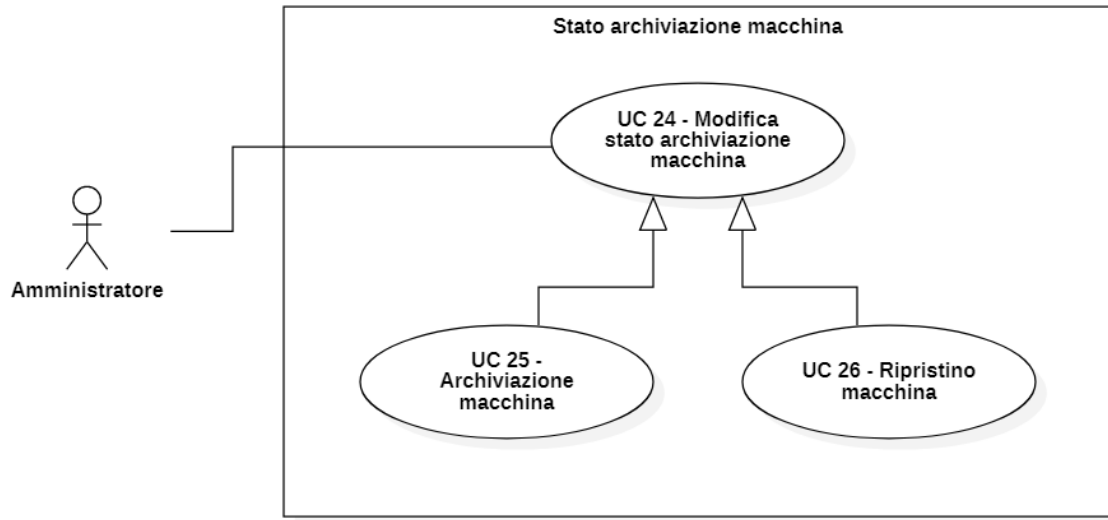 Stato archiviazione macchina
UC 24 - Modifica
stato archiviazione
macchina
Amministratore
UC 25 -
Archiviazione
macchina
UC 26 - Ripristino
macchina